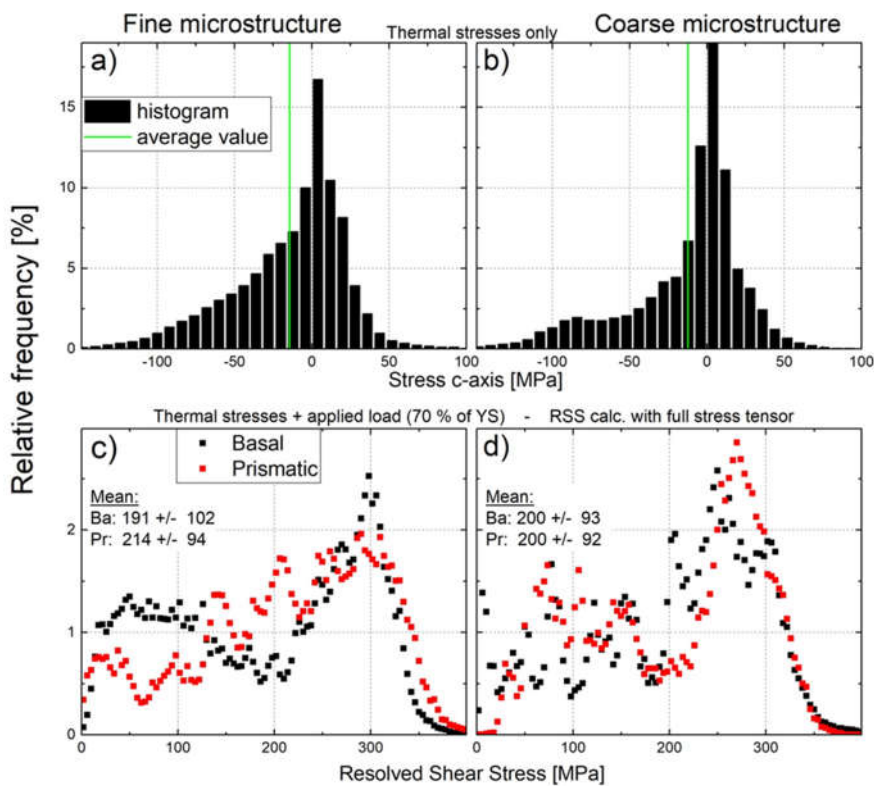 Fine microstructure
Coarse microstructure
Thermal stresses only
a)
b)
histogram
average value
15
10
5
0
-100
-50
0
50
100
-100
-50
0
50
100
Stress c-axis [MPa]
Relative frequency [%]
Thermal stresses + applied load (70 % of YS) - RSS calc. with full stress tensor
c)
d)
Basal
Prismatic
Mean:
Ba: 191 +/- 102
Pr: 214 +/- 94
Mean:
Ba: 200 +/- 93
Pr: 200 +/- 92
2
1
0
0
100
200
300
0
100
200
300
Resolved Shear Stress [MPa]